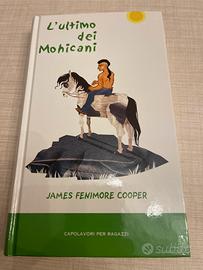 L'ultimo
dei
Mohicani
JAMES FENIMORE COOPER
CAPOLAVORI PER RAGAZZI
subito